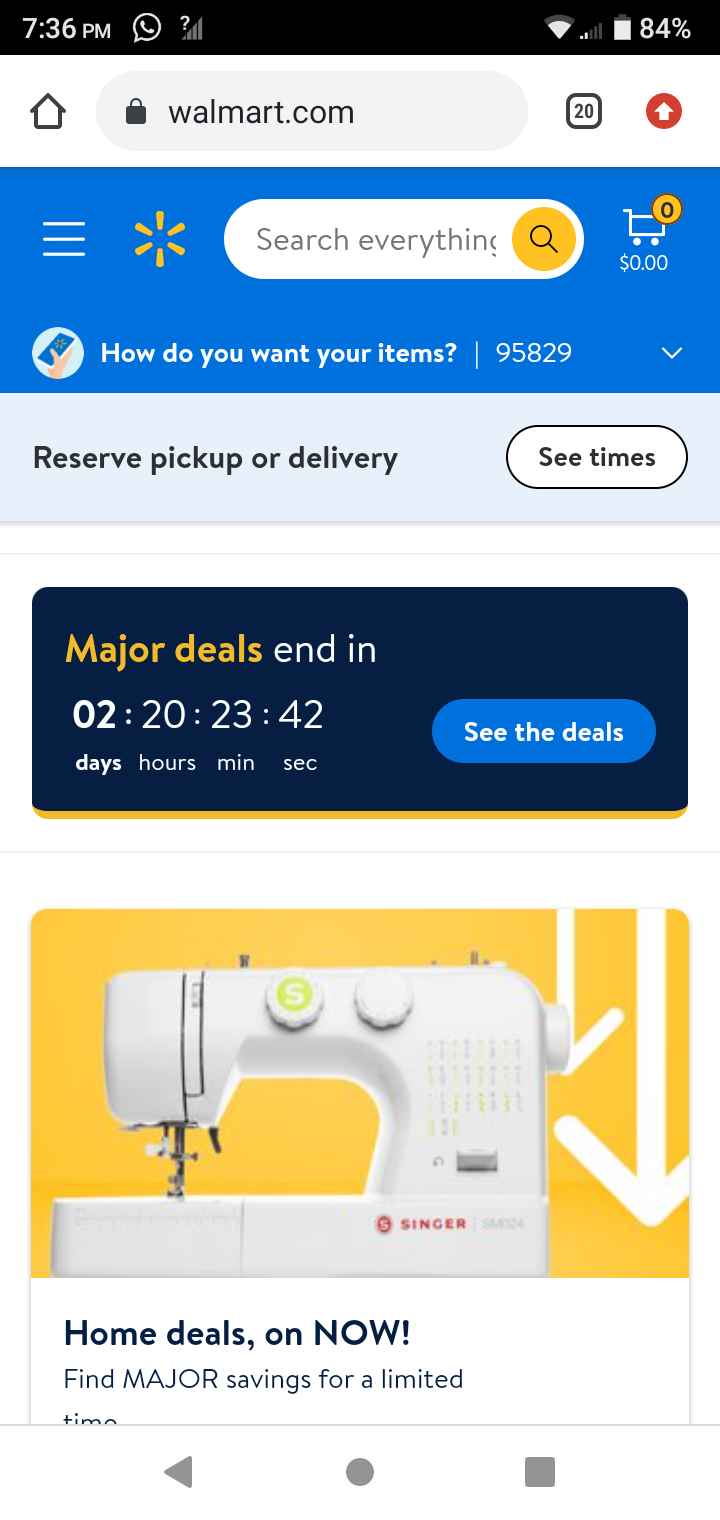 7:36 PM ? 84%
walmart.com 20
Search everything 0
$0.00
How do you want your items? | 95829
Reserve pickup or delivery See times
Major deals end in
02 : 20 : 23 : 42
days hours min sec
See the deals
S
S SINGER | SM024
Home deals, on NOW!
Find MAJOR savings for a limited
time